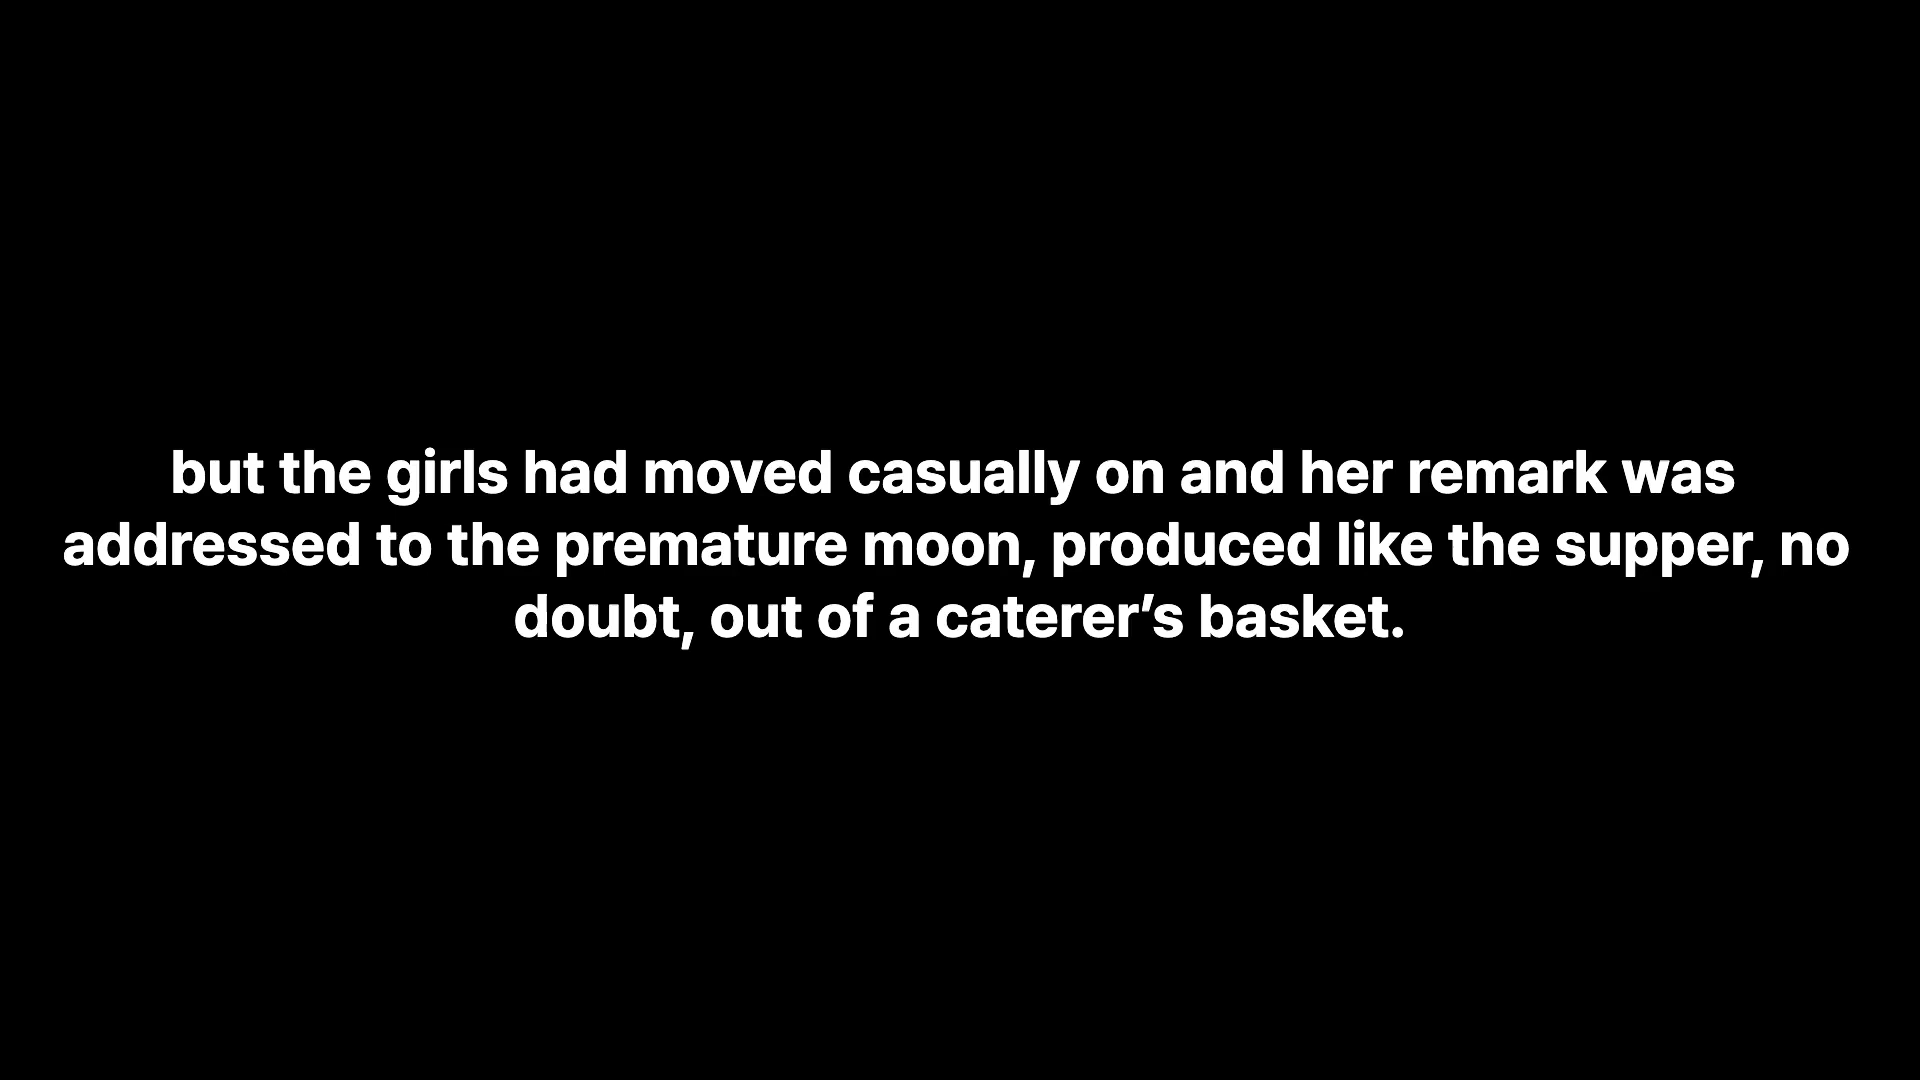 but the girls had moved casually on and her remark was
addressed to the premature moon, produced like the supper, no
doubt, out of a caterer’s basket.